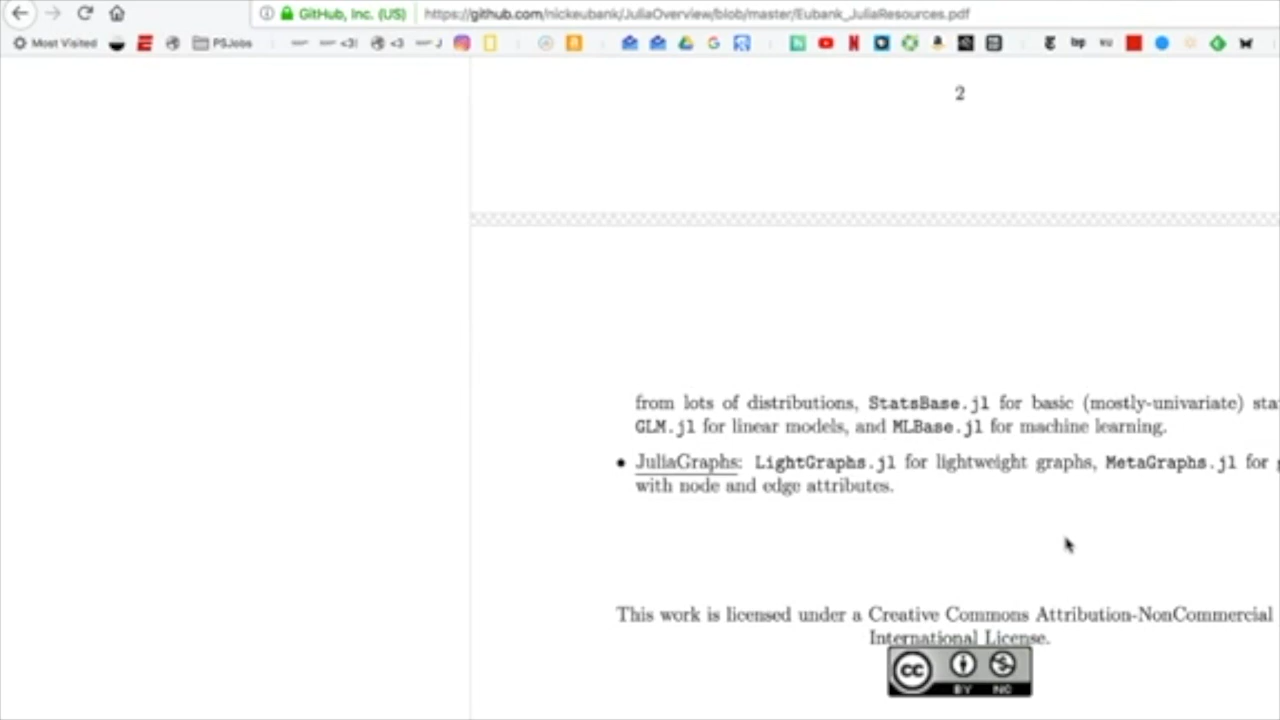 GitHub, Inc. (US) https://github.com/nickeubank/JuliaOverview/blob/master/Eubank_JuliaResources.pdf
Most Visited PSJobs <3! <3 J
2
from lots of distributions, StatsBase.jl for basic (mostly-univariate)
GLM.jl for linear models, and MLBase.jl for machine learning.
• JuliaGraphs: LightGraphs.jl for lightweight graphs, MetaGraphs.jl for
with node and edge attributes.
This work is licensed under a Creative Commons Attribution-NonCommercial
International License.
cc
BY NC